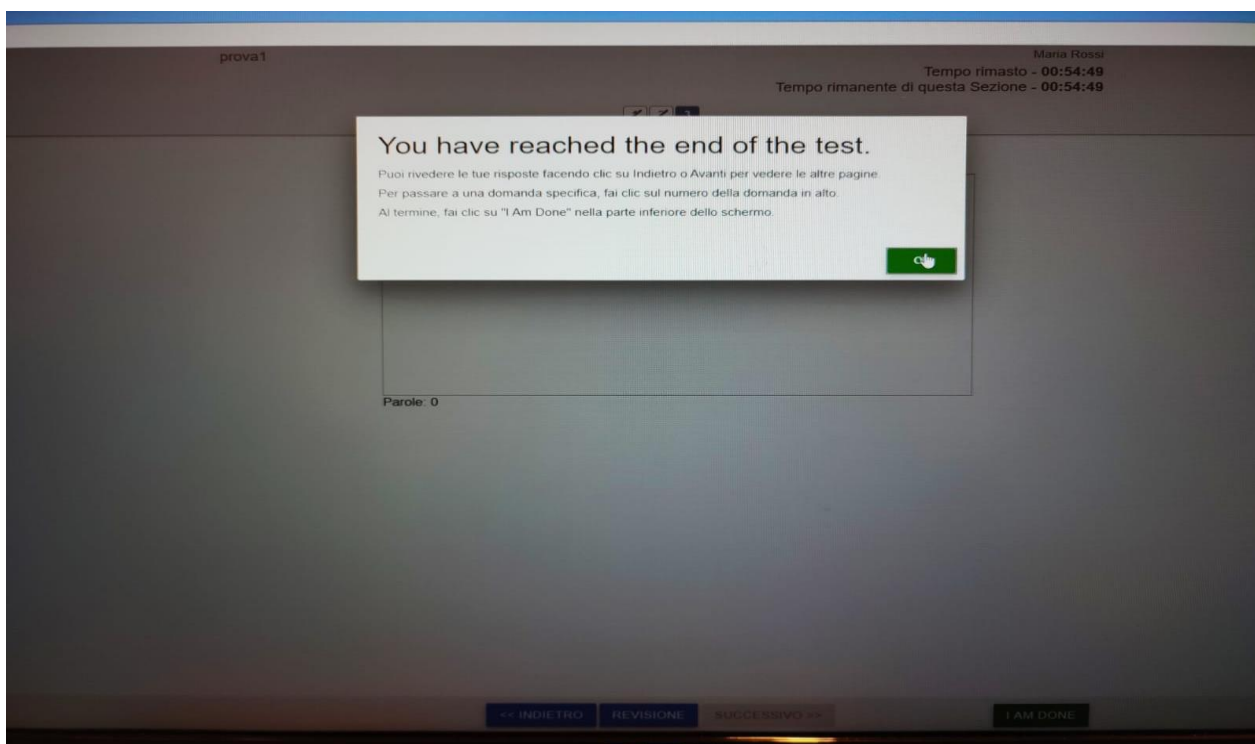 prova1
Maria Rossi
Tempo rimasto - 00:54:49
Tempo rimanente di questa Sezione - 00:54:49
You have reached the end of the test.
Puoi rivedere le tue risposte facendo clic su Indietro o Avanti per vedere le altre pagine.
Per passare a una domanda specifica, fai clic sul numero della domanda in alto.
Al termine, fai clic su "I Am Done" nella parte inferiore dello schermo.
Parole: 0
<< INDIETRO REVISIONE SUCCESSIVO >> I AM DONE